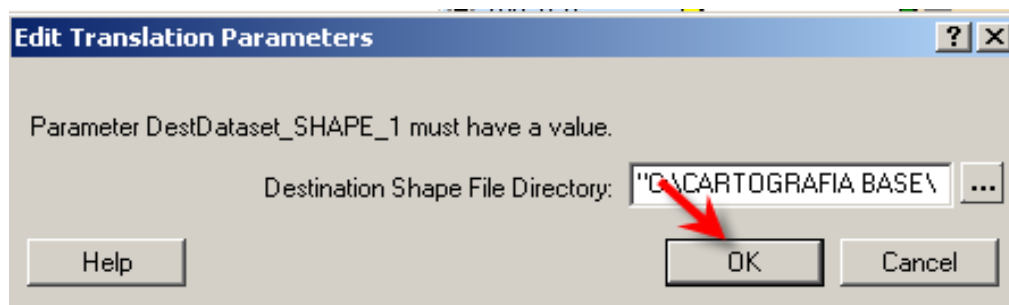 Edit Translation Parameters
Parameter DestDataset_SHAPE_1 must have a value.
Destination Shape File Directory: "G:\CARTOGRAFIA BASE\ ...
Help OK Cancel